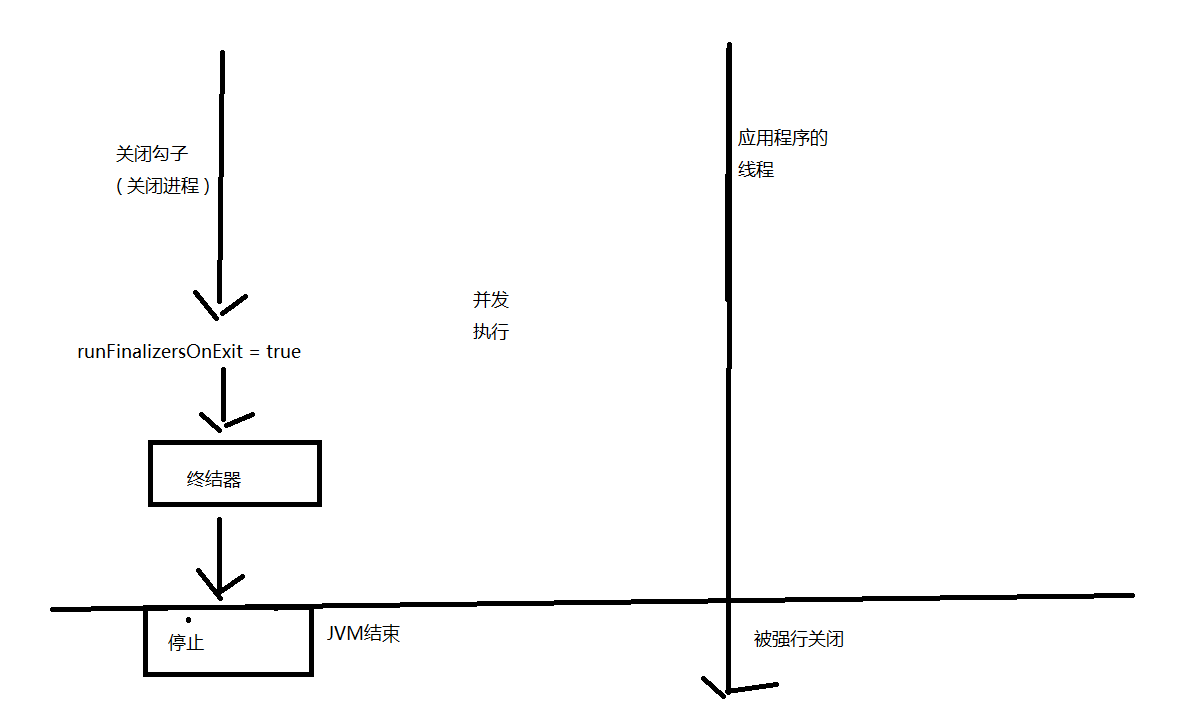 关闭勾子
（关闭进程）
应用程序的
线程
并发
执行
runFinalizersOnExit = true
终结器
停止
JVM结束
被强行关闭